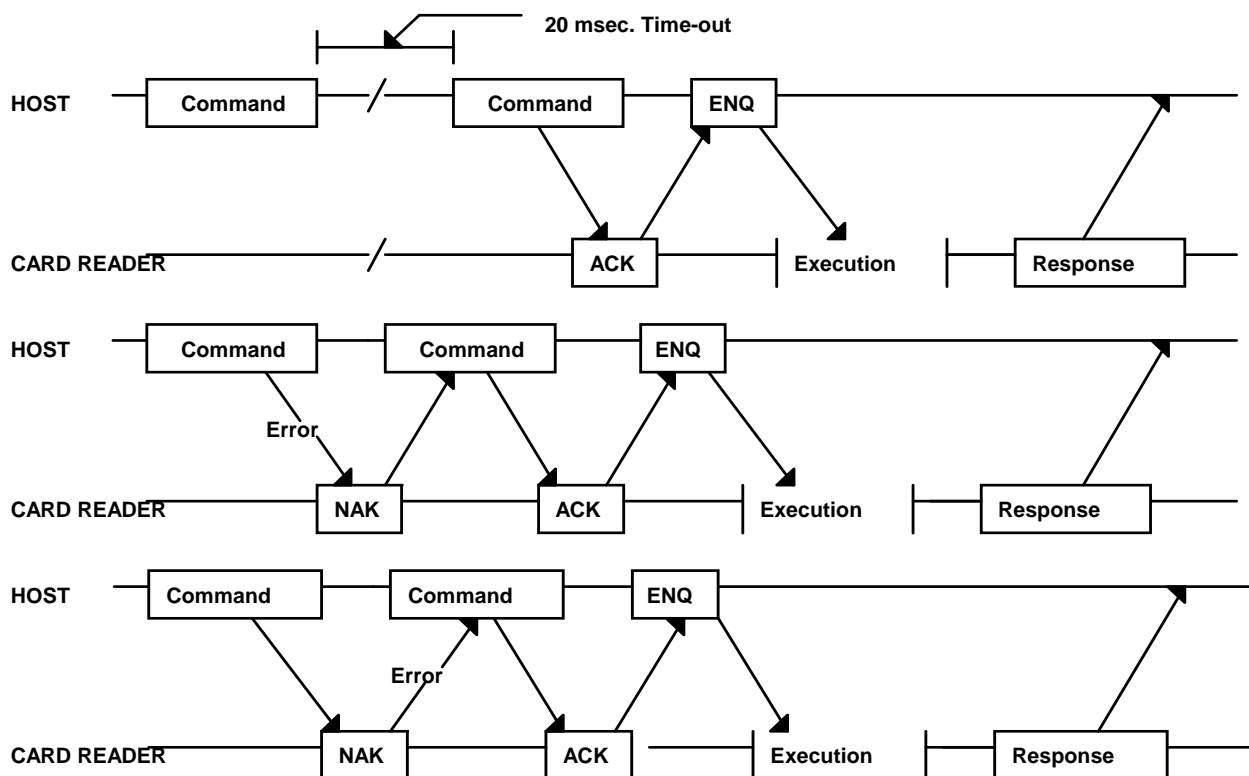 20 msec. Time-out
HOST Command Command ENQ
CARD READER ACK Execution Response
HOST Command Command ENQ
Error
CARD READER NAK ACK Execution Response
HOST Command Command ENQ
Error
CARD READER NAK ACK Execution Response